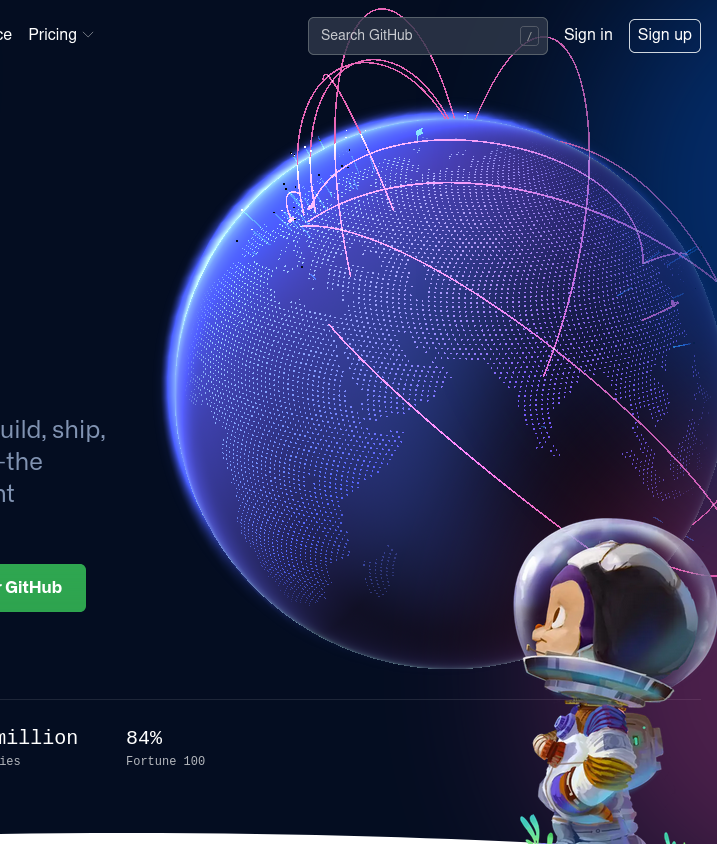 ce Pricing Search GitHub / Sign in Sign up
uild, ship,
-the
nt
r GitHub
million 84%
ies Fortune 100